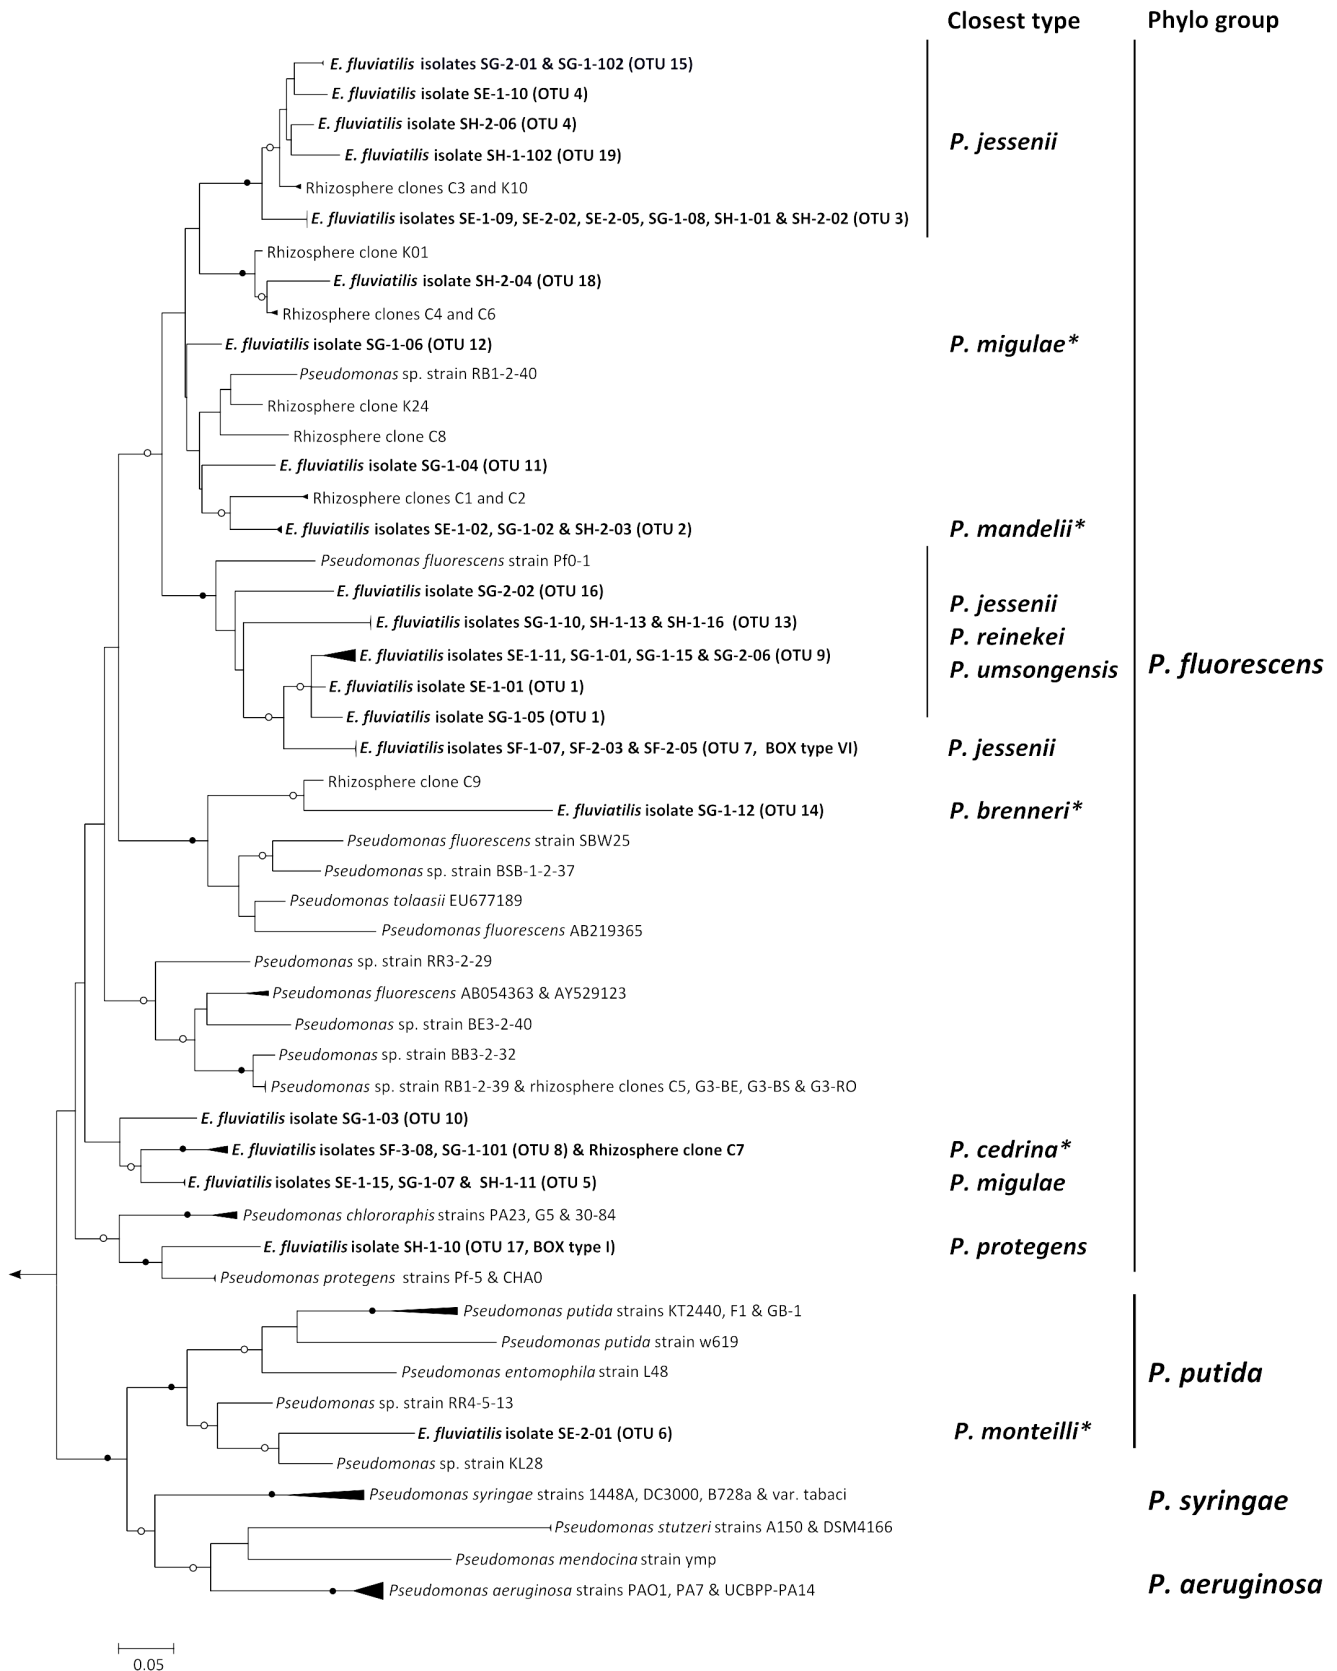 Closest type Phylo group
E. fluviatilis isolates SG-2-01 & SG-1-102 (OTU 15)
E. fluviatilis isolate SE-1-10 (OTU 4)
E. fluviatilis isolate SH-2-06 (OTU 4)
P. jessenii
E. fluviatilis isolate SH-1-102 (OTU 19)
Rhizosphere clones C3 and K10
E. fluviatilis isolates SE-1-09, SE-2-02, SE-2-05, SG-1-08, SH-1-01 & SH-2-02 (OTU 3)
Rhizosphere clone K01
E. fluviatilis isolate SH-2-04 (OTU 18)
Rhizosphere clones C4 and C6
E. fluviatilis isolate SG-1-06 (OTU 12) P. migulae*
Pseudomonas sp. strain RB1-2-40
Rhizosphere clone K24
Rhizosphere clone C8
E. fluviatilis isolate SG-1-04 (OTU 11)
Rhizosphere clones C1 and C2
E. fluviatilis isolates SE-1-02, SG-1-02 & SH-2-03 (OTU 2) P. mandelii*
Pseudomonas fluorescens strain Pf0-1
E. fluviatilis isolate SG-2-02 (OTU 16)
P. jessenii
E. fluviatilis isolates SG-1-10, SH-1-13 & SH-1-16 (OTU 13)
P. reinekei
E. fluviatilis isolates SE-1-11, SG-1-01, SG-1-15 & SG-2-06 (OTU 9)
P. umsongensis P. fluorescens
E. fluviatilis isolate SE-1-01 (OTU 1)
E. fluviatilis isolate SG-1-05 (OTU 1)
E. fluviatilis isolates SF-1-07, SF-2-03 & SF-2-05 (OTU 7, BOX type VI) P. jessenii
Rhizosphere clone C9
E. fluviatilis isolate SG-1-12 (OTU 14) P. brenneri*
Pseudomonas fluorescens strain SBW25
Pseudomonas sp. strain BSB-1-2-37
Pseudomonas tolaasii EU677189
Pseudomonas fluorescens AB219365
Pseudomonas sp. strain RR3-2-29
Pseudomonas fluorescens AB054363 & AY529123
Pseudomonas sp. strain BE3-2-40
Pseudomonas sp. strain BB3-2-32
Pseudomonas sp. strain RB1-2-39 & rhizosphere clones C5, G3-BE, G3-BS & G3-RO
E. fluviatilis isolate SG-1-03 (OTU 10)
E. fluviatilis isolates SF-3-08, SG-1-101 (OTU 8) & Rhizosphere clone C7 P. cedrina*
E. fluviatilis isolates SE-1-15, SG-1-07 & SH-1-11 (OTU 5) P. migulae
Pseudomonas chlororaphis strains PA23, G5 & 30-84
E. fluviatilis isolate SH-1-10 (OTU 17, BOX type I) P. protegens
Pseudomonas protegens strains Pf-5 & CHA0
Pseudomonas putida strains KT2440, F1 & GB-1
Pseudomonas putida strain w619
Pseudomonas entomophila strain L48 P. putida
Pseudomonas sp. strain RR4-5-13
E. fluviatilis isolate SE-2-01 (OTU 6) P. monteilli*
Pseudomonas sp. strain KL28
Pseudomonas syringae strains 1448A, DC3000, B728a & var. tabaci P. syringae
Pseudomonas stutzeri strains A150 & DSM4166
Pseudomonas mendocina strain ymp
Pseudomonas aeruginosa strains PAO1, PA7 & UCBPP-PA14 P. aeruginosa
0.05